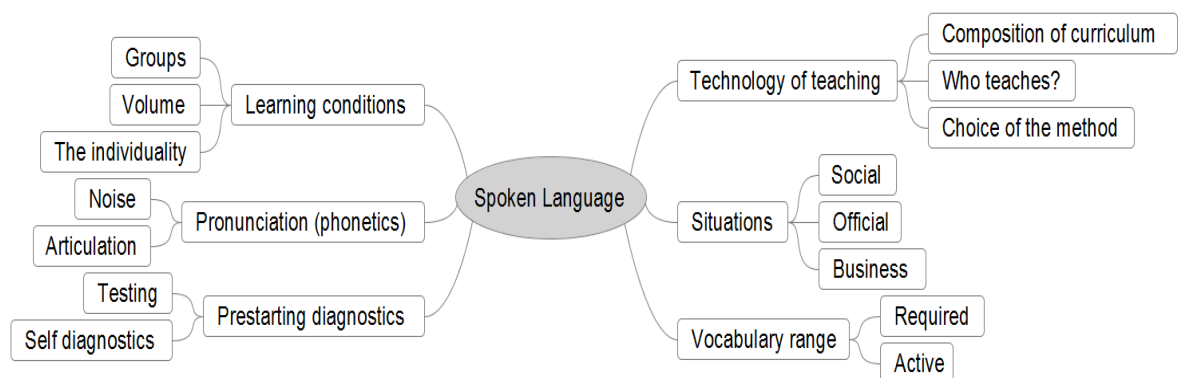 Groups
Volume
The individuality
Learning conditions
Noise
Articulation
Pronunciation (phonetics)
Testing
Self diagnostics
Prestarting diagnostics
Spoken Language
Technology of teaching
Composition of curriculum
Who teaches?
Choice of the method
Situations
Social
Official
Business
Vocabulary range
Required
Active